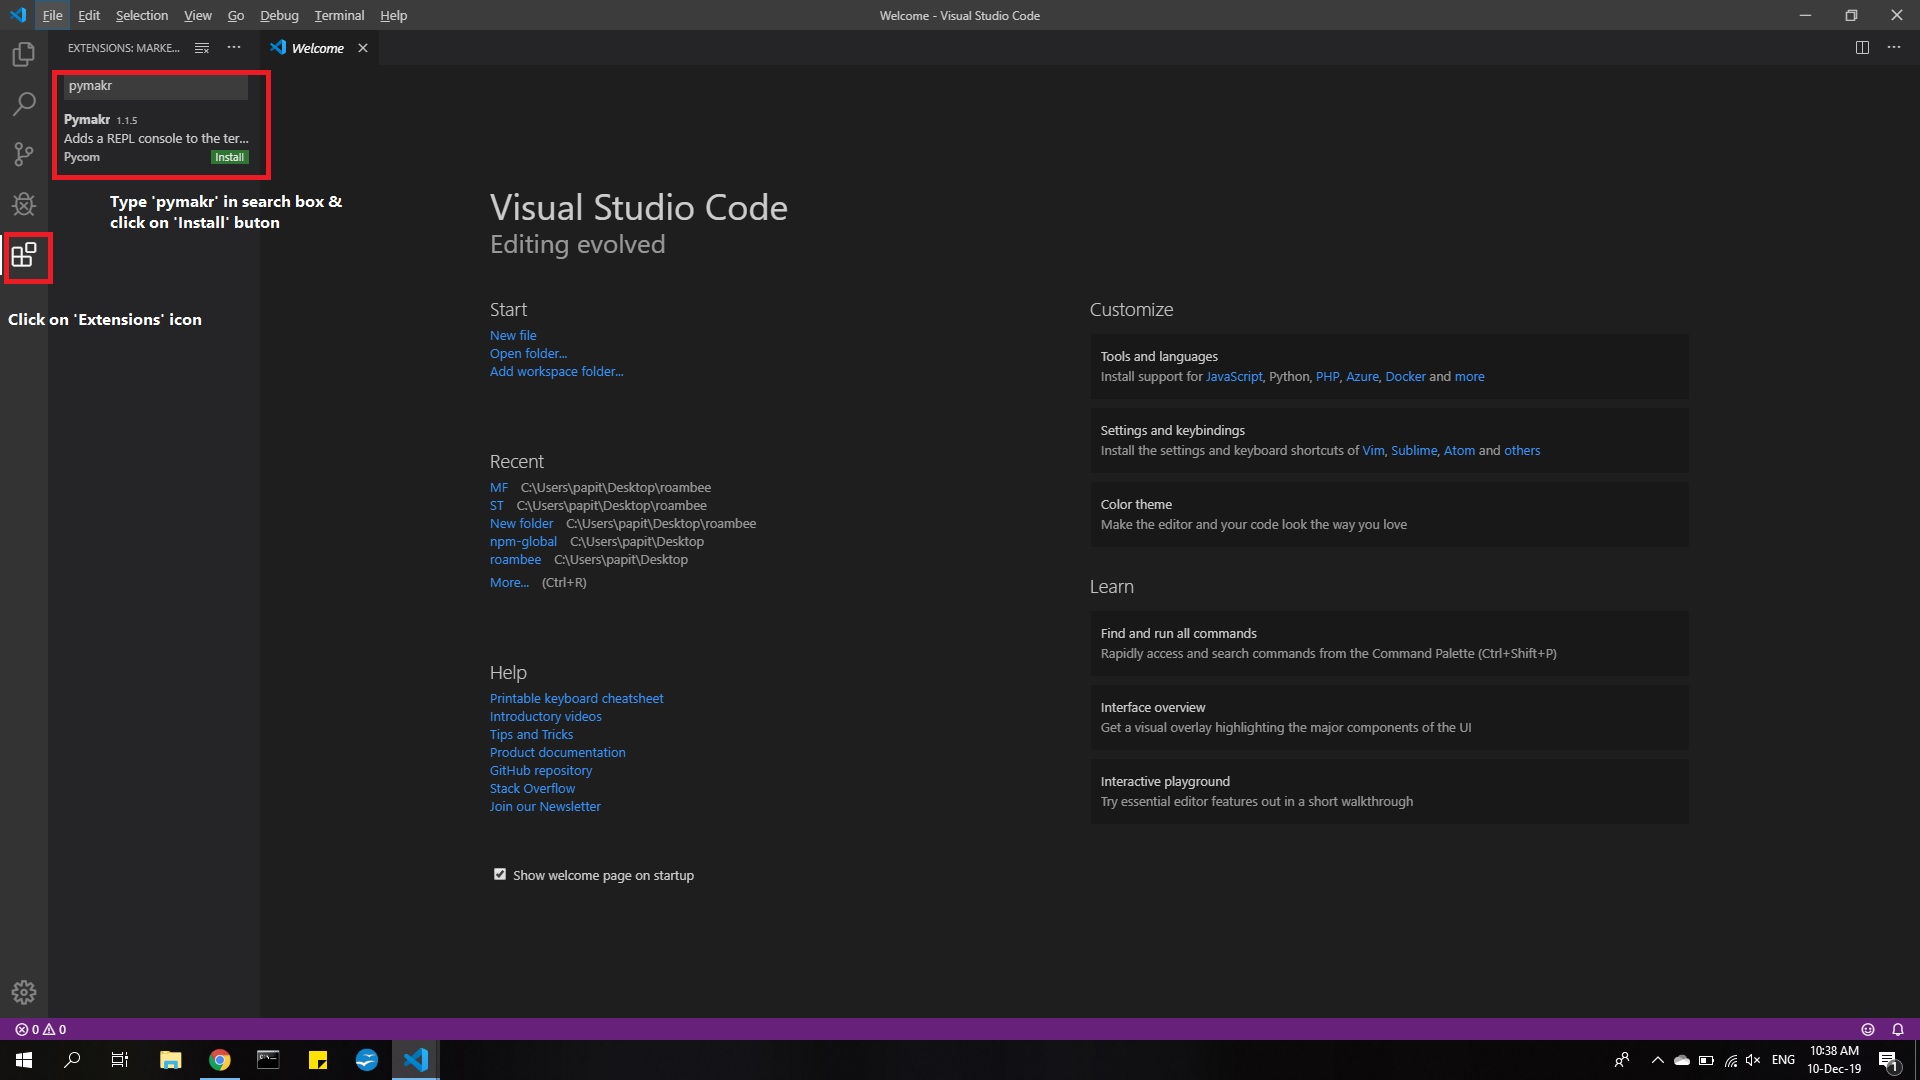 File Edit Selection View Go Debug Terminal Help
Welcome - Visual Studio Code
EXTENSIONS: MARKE...
Welcome
pymakr
Pymakr 1.1.5
Adds a REPL console to the ter...
Pycom Install
Type 'pymakr' in search box &
click on 'Install' buton
Click on 'Extensions' icon
Visual Studio Code
Editing evolved
Start
New file
Open folder...
Add workspace folder...
Recent
MF C:\Users\papit\Desktop\roambee
ST C:\Users\papit\Desktop\roambee
New folder C:\Users\papit\Desktop\roambee
npm-global C:\Users\papit\Desktop
roambee C:\Users\papit\Desktop
More... (Ctrl+R)
Help
Printable keyboard cheatsheet
Introductory videos
Tips and Tricks
Product documentation
GitHub repository
Stack Overflow
Join our Newsletter
Show welcome page on startup
Customize
Tools and languages
Install support for JavaScript, Python, PHP, Azure, Docker and more
Settings and keybindings
Install the settings and keyboard shortcuts of Vim, Sublime, Atom and others
Color theme
Make the editor and your code look the way you love
Learn
Find and run all commands
Rapidly access and search commands from the Command Palette (Ctrl+Shift+P)
Interface overview
Get a visual overlay highlighting the major components of the UI
Interactive playground
Try essential editor features out in a short walkthrough
0 0
ENG
10:38 AM
10-Dec-19
1